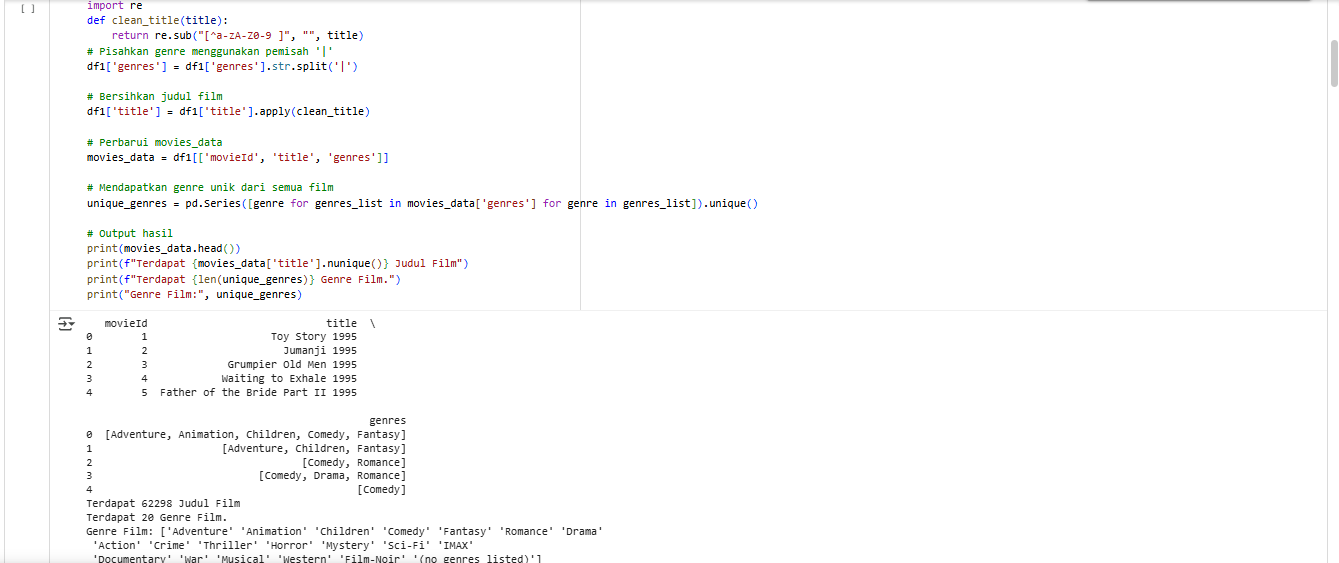 [ ]
import re
def clean_title(title):
    return re.sub("[^a-zA-Z0-9 ]", "", title)
# Pisahkan genre menggunakan pemisah '|'
df1['genres'] = df1['genres'].str.split('|')
# Bersihkan judul film
df1['title'] = df1['title'].apply(clean_title)
# Perbarui movies_data
movies_data = df1[['movieId', 'title', 'genres']]
# Mendapatkan genre unik dari semua film
unique_genres = pd.Series([genre for genres_list in movies_data['genres'] for genre in genres_list]).unique()
# Output hasil
print(movies_data.head())
print(f"Terdapat {movies_data['title'].nunique()} Judul Film")
print(f"Terdapat {len(unique_genres)} Genre Film.")
print("Genre Film:", unique_genres)
   movieId                               title  \
0        1                    Toy Story 1995
1        2                      Jumanji 1995
2        3             Grumpier Old Men 1995
3        4            Waiting to Exhale 1995
4        5  Father of the Bride Part II 1995
                                              genres
0  [Adventure, Animation, Children, Comedy, Fantasy]
1                     [Adventure, Children, Fantasy]
2                                  [Comedy, Romance]
3                           [Comedy, Drama, Romance]
4                                           [Comedy]
Terdapat 62298 Judul Film
Terdapat 20 Genre Film.
Genre Film: ['Adventure' 'Animation' 'Children' 'Comedy' 'Fantasy' 'Romance' 'Drama'
 'Action' 'Crime' 'Thriller' 'Horror' 'Mystery' 'Sci-Fi' 'IMAX'
 'Documentary' 'War' 'Musical' 'Western' 'Film-Noir' '(no genres listed)']